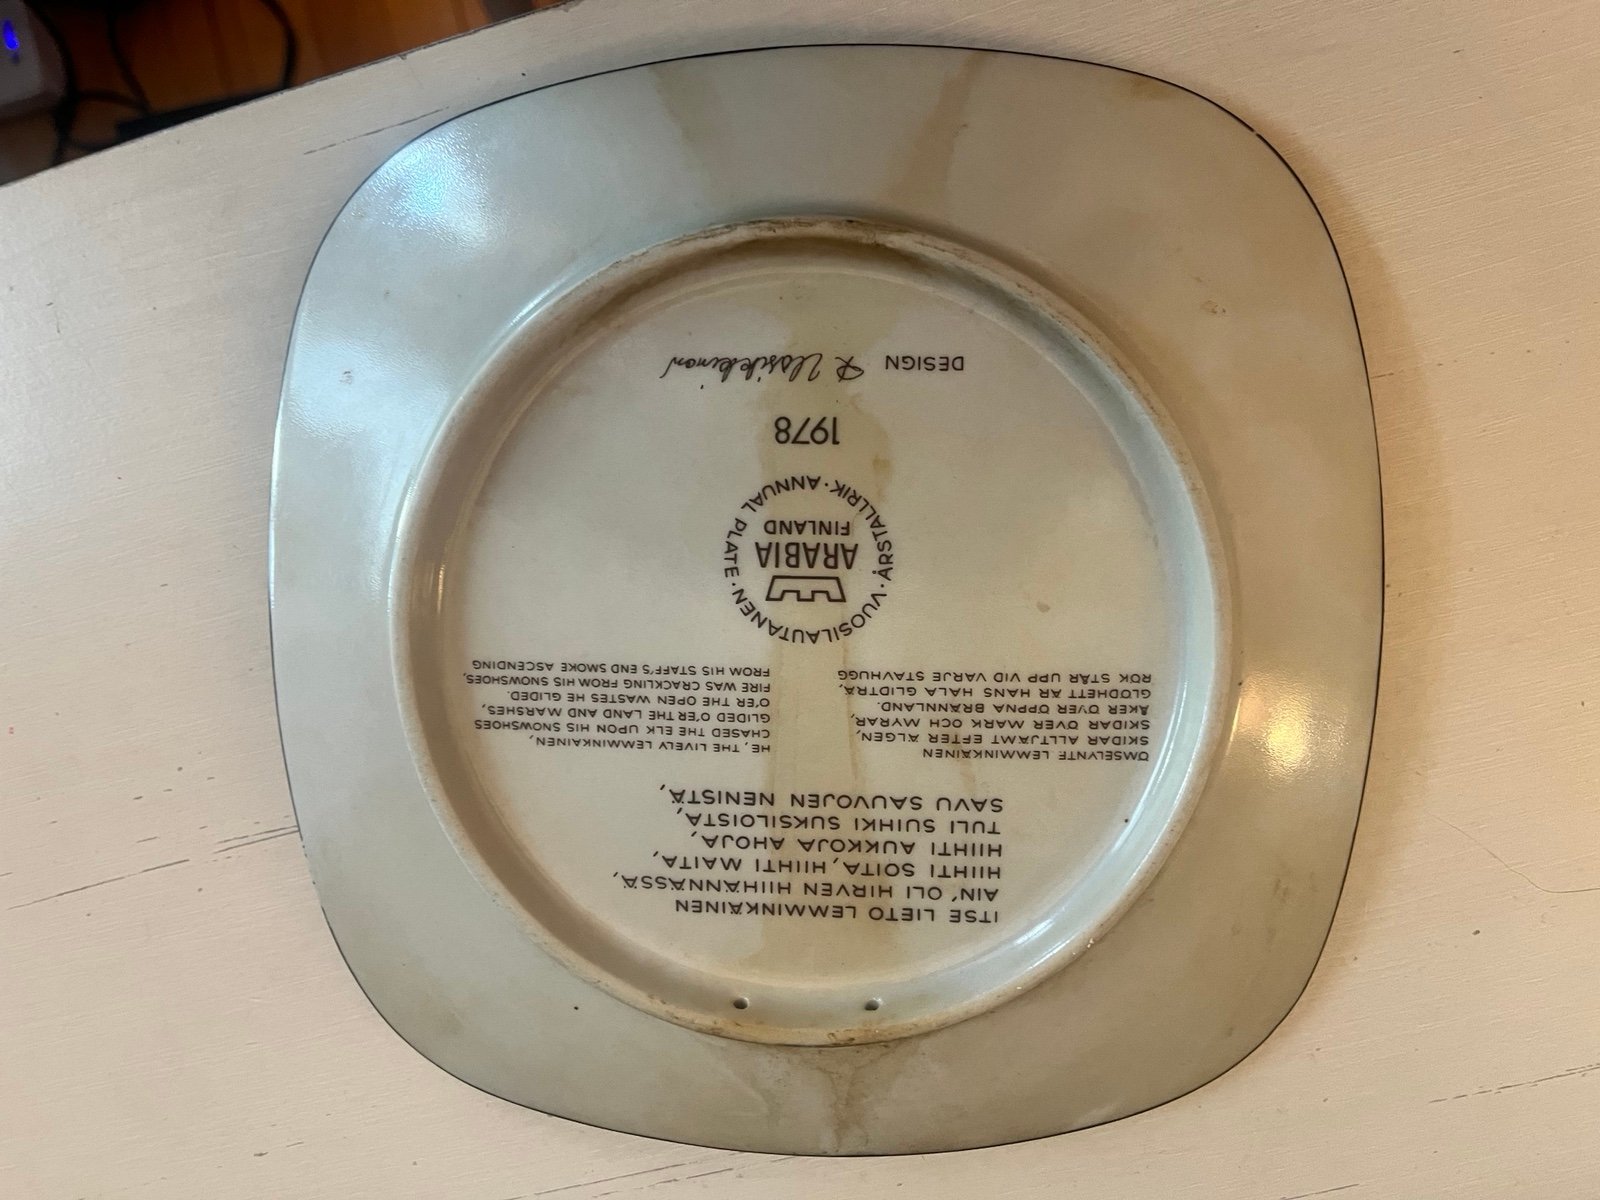 ITSE LIETO LEMMINKÄINEN
AIN' OLI HIRVEN HIIHÄNNÄSSÄ,
HIIHTI SOITA, HIIHTI MAITA,
HIIHTI AUKKOJA AHOJA,
TULI SUIHKI SUKSILOISTA,
SAVU SAUVOJEN NENISTÄ,
ÖMSELYNTE LEMMINKÄINEN
SKIDAR ALLTJÄMT EFTER ÄLGEN,
SKIDAR ÖVER MARK OCH MYRAR,
ÅKER ÖVER ÖPPNA BRÄNNLAND.
GLÖDHETT ÄR HANS HALA GLIDTRÄ,
RÖK STÅR UPP VID VARJE STAVHUGG
HE, THE LIVELY LEMMINKAINEN,
CHASED THE ELK UPON HIS SNOWSHOES
GLIDED O'ER THE LAND AND MARSHES,
O'ER THE OPEN WASTES HE GLIDED.
FIRE WAS CRACKLING FROM HIS SNOWSHOES,
FROM HIS STAFF'S END SMOKE ASCENDING
VUOSILAUTANEN · ÅRSTALLRIK · ANNUAL PLATE ·
ARABIA
FINLAND
1978
DESIGN R Uosikkinen